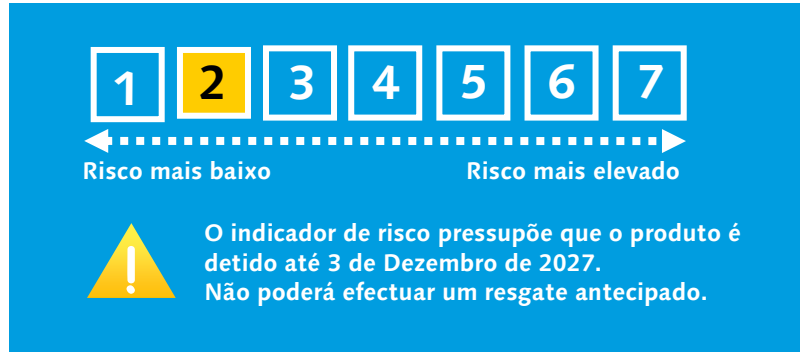 1 2 3 4 5 6 7
Risco mais baixo Risco mais elevado
O indicador de risco pressupõe que o produto é
detido até 3 de Dezembro de 2027.
Não poderá efectuar um resgate antecipado.